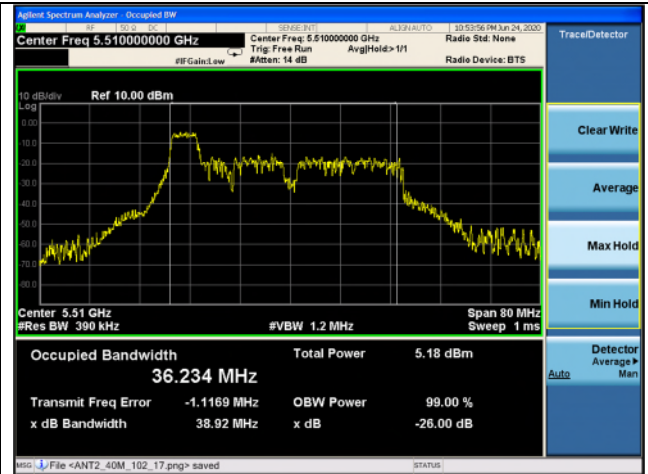 Agilent Spectrum Analyzer - Occupied BW
RF 50 Ω DC SENSE:INT ALIGNAUTO 10:53:56 PM Jun 24, 2020
Center Freq 5.510000000 GHz
Center Freq: 5.510000000 GHz
Radio Std: None
Trig: Free Run Avg|Hold:>1/1
#IFGain:Low #Atten: 14 dB
Radio Device: BTS
Trace/Detector
10 dB/div Ref 10.00 dBm
Log
0.00
-10.0
-20.0
-30.0
-40.0
-50.0
-60.0
-70.0
-80.0
Clear Write
Average
Max Hold
Min Hold
Center 5.51 GHz Span 80 MHz
#Res BW 390 kHz #VBW 1.2 MHz Sweep 1 ms
Detector
Average
Auto Man
Occupied Bandwidth Total Power 5.18 dBm
36.234 MHz
Transmit Freq Error -1.1169 MHz OBW Power 99.00 %
x dB Bandwidth 38.92 MHz x dB -26.00 dB
MSG File <ANT2_40M_102_17.png> saved STATUS